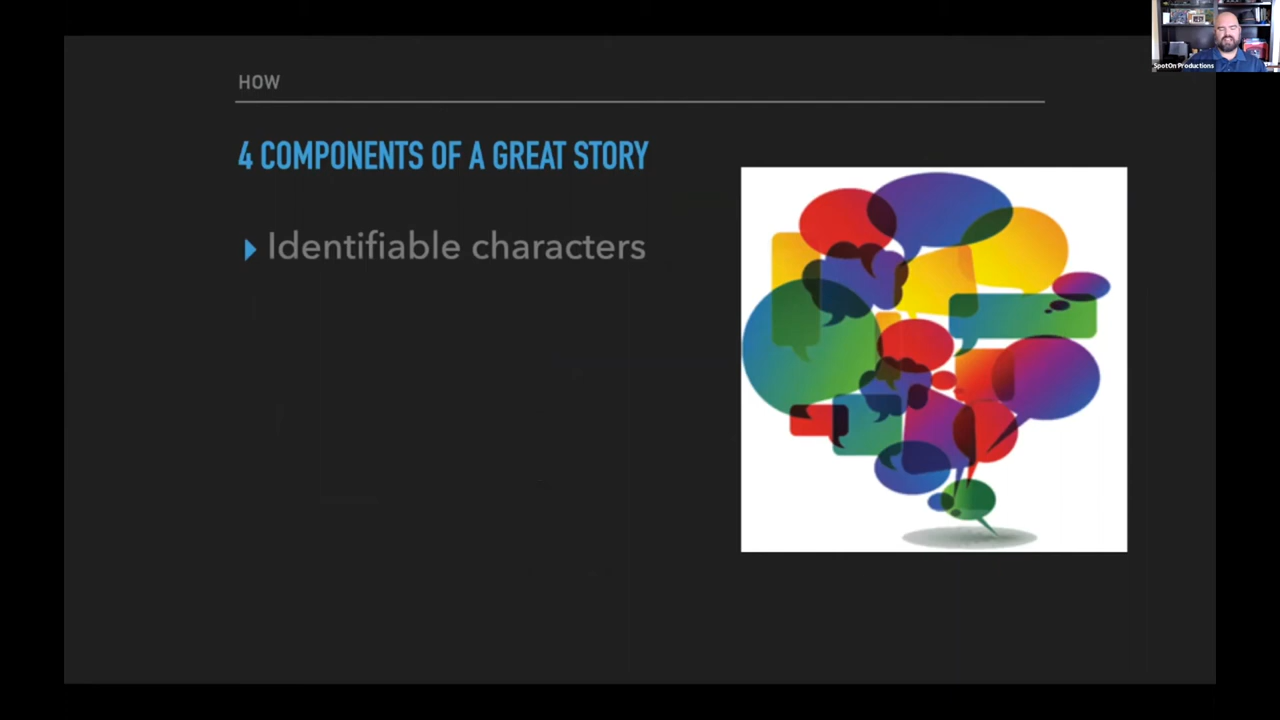 HOW
4 COMPONENTS OF A GREAT STORY
Identifiable characters
SpotOn Productions